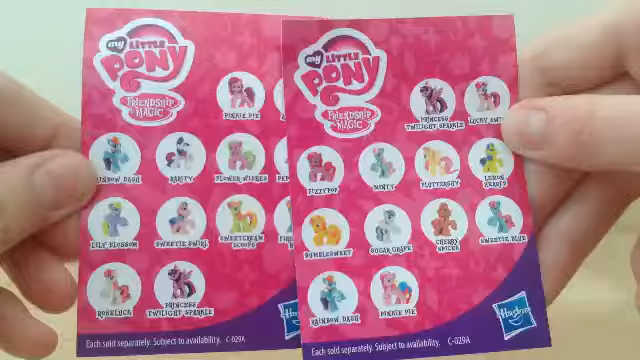 my LITTLE PONY
FRIENDSHIP IS MAGIC
PINKIE PIE
RAINBOW DASH
RARITY
FLOWER WISHES
LILY BLOSSOM
SWEETIE SWIRL
SWEETCREAM SCOOPS
ROSELUCK
PRINCESS TWILIGHT SPARKLE
Each sold separately. Subject to availability. C-029A
my LITTLE PONY
FRIENDSHIP IS MAGIC
PRINCESS TWILIGHT SPARKLE
LUCKY
FIZZYPOP
MINTY
FLUTTERSHY
LEMON HEARTS
BUMBLESWEET
SUGAR GRAPE
CHERRY SPICES
SWEETIE BLUE
RAINBOW DASH
PINKIE PIE
Hasbro
Each sold separately. Subject to availability. C-029A